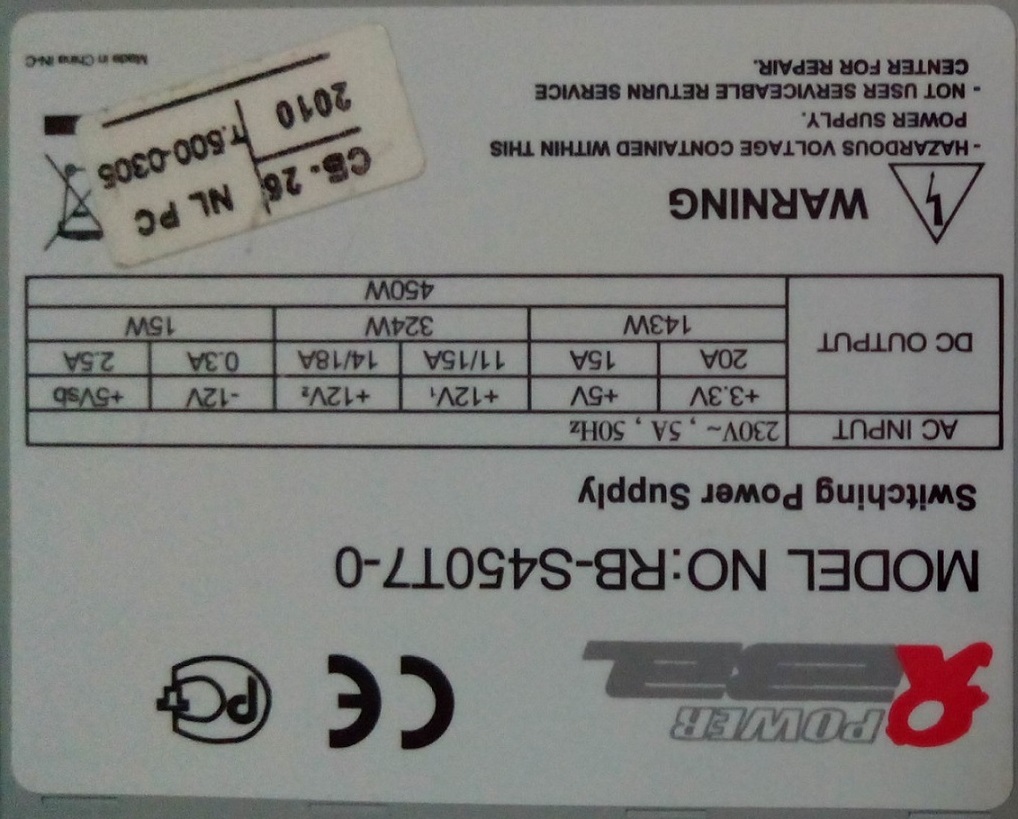 POWER
REBEL
CE
PCT
MODEL NO:RB-S450T7-0
Switching Power Supply
AC INPUT 230V~ , 5A , 50Hz
DC OUTPUT +3.3V +5V +12V₁ +12V₂ -12V +5Vsb
20A 15A 11/15A 14/18A 0.3A 2.5A
143W 324W 15W
450W
WARNING
- HAZARDOUS VOLTAGE CONTAINED WITHIN THIS
POWER SUPPLY.
- NOT USER SERVICEABLE RETURN SERVICE
CENTER FOR REPAIR.
NL PC
CB-26
T.500-0305
2010
Made in China IN-C